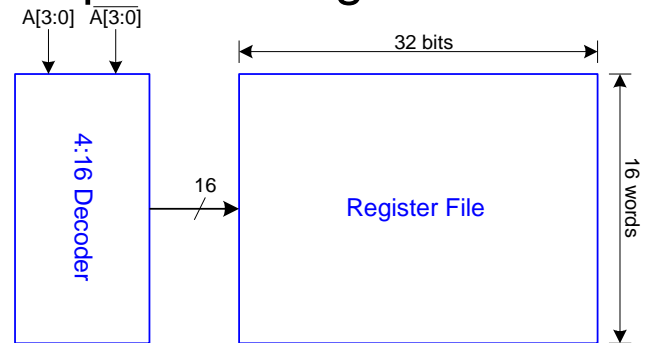 A[3:0] A[3:0]
32 bits
4:16 Decoder
16
Register File
16 words